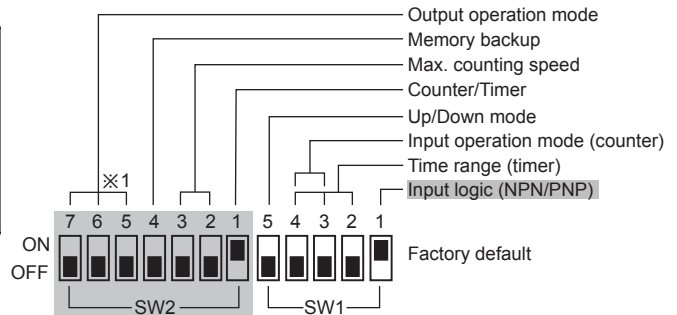 Output operation mode
Memory backup
Max. counting speed
Counter/Timer
Up/Down mode
Input operation mode (counter)
Time range (timer)
Input logic (NPN/PNP)
※1
7 6 5 4 3 2 1 5 4 3 2 1
ON
OFF
Factory default
SW2 SW1